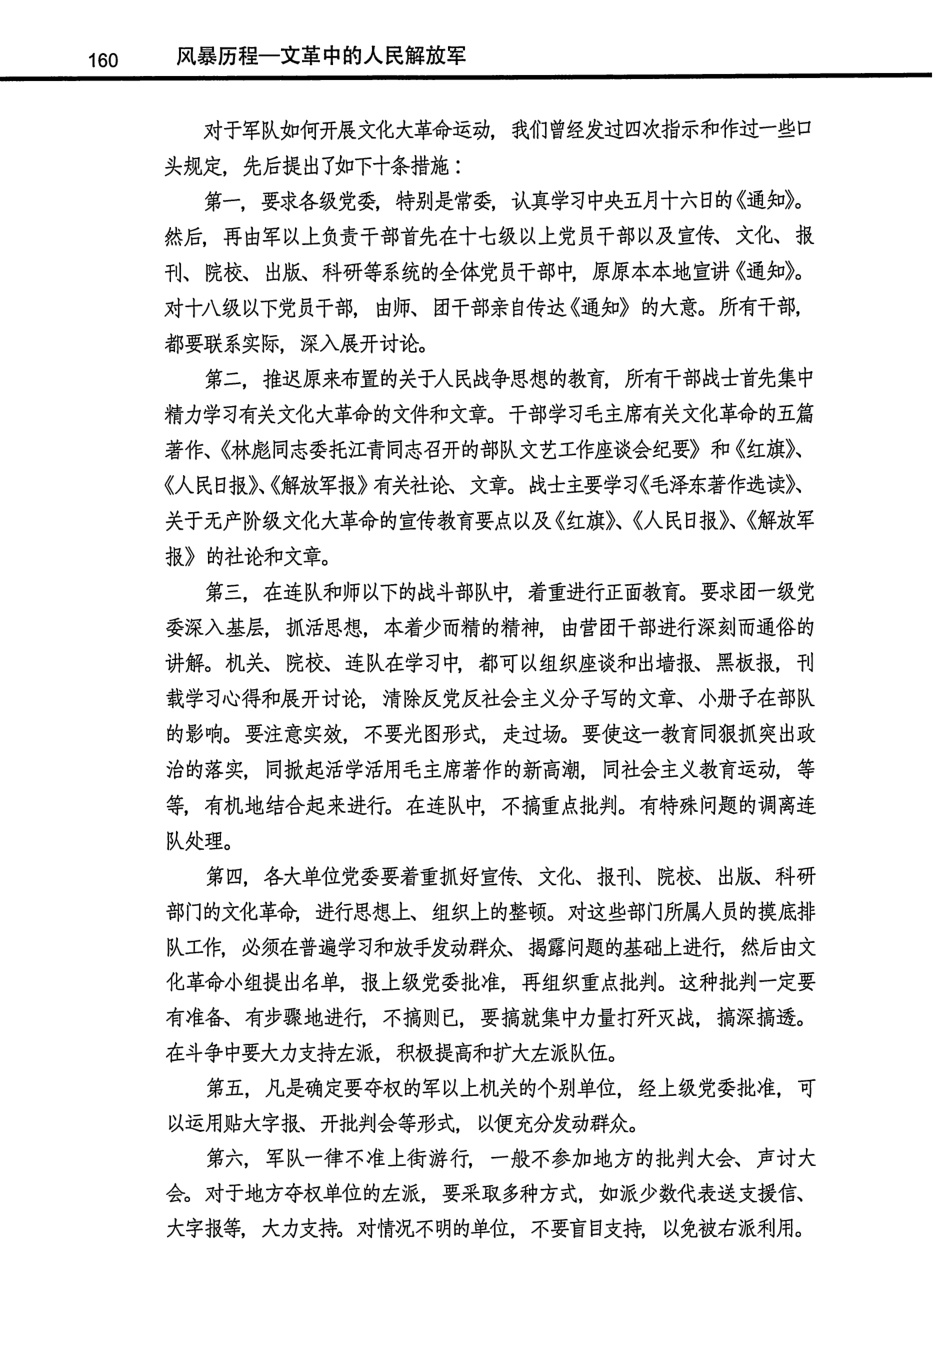 160 风暴历程—文革中的人民解放军
对于军队如何开展文化大革命运动，我们曾经发过四次指示和作过一些口
头规定，先后提出了如下十条措施：
第一，要求各级党委，特别是常委，认真学习中央五月十六日的《通知》。
然后，再由军以上负责干部首先在十七级以上党员干部以及宣传、文化、报
刊、院校、出版、科研等系统的全体党员干部中，原原本本地宣讲《通知》。
对十八级以下党员干部，由师、团干部亲自传达《通知》的大意。所有干部，
都要联系实际，深入展开讨论。
第二，推迟原来布置的关于人民战争思想的教育，所有干部战士首先集中
精力学习有关文化大革命的文件和文章。干部学习毛主席有关文化革命的五篇
著作、《林彪同志委托江青同志召开的部队文艺工作座谈会纪要》和《红旗》、
《人民日报》、《解放军报》有关社论、文章。战士主要学习《毛泽东著作选读》、
关于无产阶级文化大革命的宣传教育要点以及《红旗》、《人民日报》、《解放军
报》的社论和文章。
第三，在连队和师以下的战斗部队中，着重进行正面教育。要求团一级党
委深入基层，抓活思想，本着少而精的精神，由营团干部进行深刻而通俗的
讲解。机关、院校、连队在学习中，都可以组织座谈和出墙报、黑板报，刊
载学习心得和展开讨论，清除反党反社会主义分子写的文章、小册子在部队
的影响。要注意实效，不要光图形式，走过场。要使这一教育同狠抓突出政
治的落实，同掀起活学活用毛主席著作的新高潮，同社会主义教育运动，等
等，有机地结合起来进行。在连队中，不搞重点批判。有特殊问题的调离连
队处理。
第四，各大单位党委要着重抓好宣传、文化、报刊、院校、出版、科研
部门的文化革命，进行思想上、组织上的整顿。对这些部门所属人员的摸底排
队工作，必须在普遍学习和放手发动群众、揭露问题的基础上进行，然后由文
化革命小组提出名单，报上级党委批准，再组织重点批判。这种批判一定要
有准备、有步骤地进行，不搞则已，要搞就集中力量打歼灭战，搞深搞透。
在斗争中要大力支持左派，积极提高和扩大左派队伍。
第五，凡是确定要夺权的军以上机关的个别单位，经上级党委批准，可
以运用贴大字报、开批判会等形式，以便充分发动群众。
第六，军队一律不准上街游行，一般不参加地方的批判大会、声讨大
会。对于地方夺权单位的左派，要采取多种方式，如派少数代表送支援信、
大字报等，大力支持。对情况不明的单位，不要盲目支持，以免被右派利用。